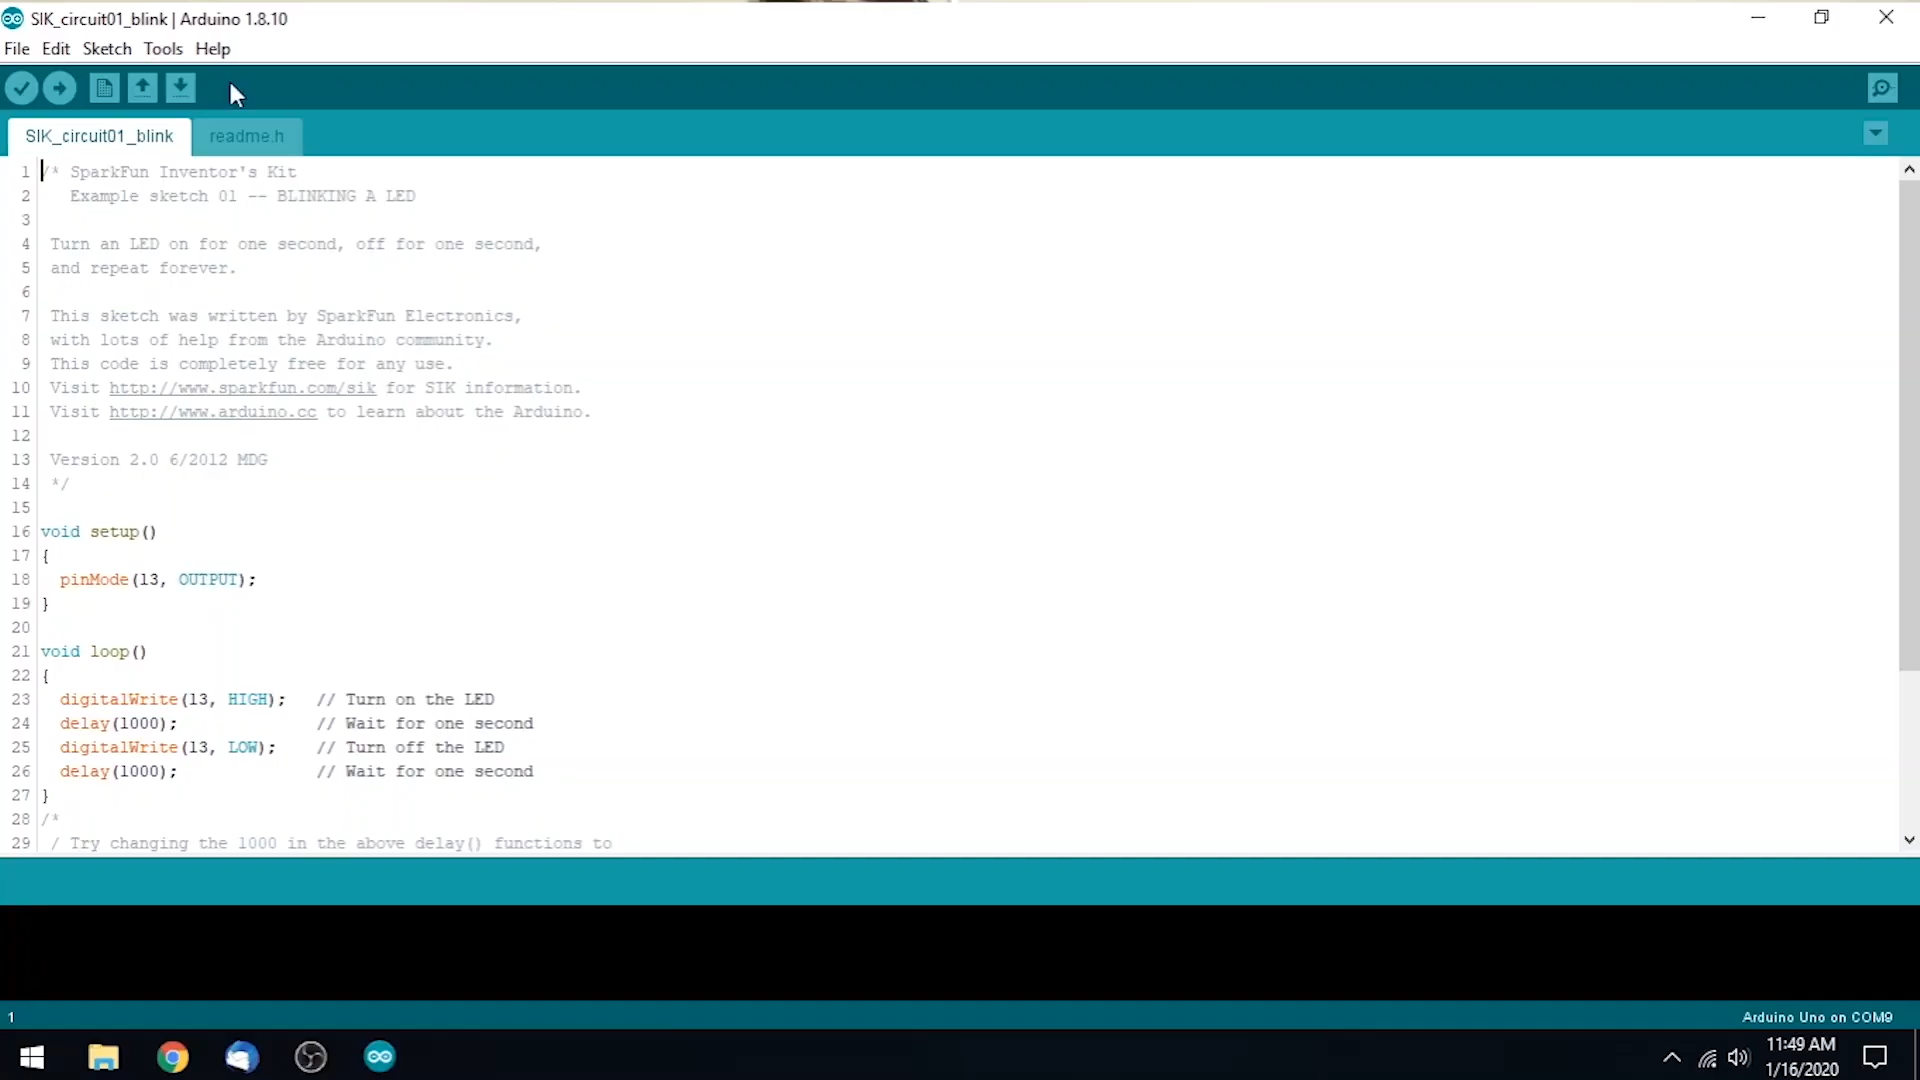 SIK_circuit01_blink | Arduino 1.8.10
File Edit Sketch Tools Help
SIK_circuit01_blink readme.h
1 /* SparkFun Inventor's Kit
2 Example sketch 01 -- BLINKING A LED
3
4 Turn an LED on for one second, off for one second,
5 and repeat forever.
6
7 This sketch was written by SparkFun Electronics,
8 with lots of help from the Arduino community.
9 This code is completely free for any use.
10 Visit http://www.sparkfun.com/sik for SIK information.
11 Visit http://www.arduino.cc to learn about the Arduino.
12
13 Version 2.0 6/2012 MDG
14 */
15
16 void setup()
17 {
18 pinMode(13, OUTPUT);
19 }
20
21 void loop()
22 {
23 digitalWrite(13, HIGH); // Turn on the LED
24 delay(1000); // Wait for one second
25 digitalWrite(13, LOW); // Turn off the LED
26 delay(1000); // Wait for one second
27 }
28 /*
29 / Try changing the 1000 in the above delay() functions to
1 Arduino Uno on COM9
11:49 AM
1/16/2020